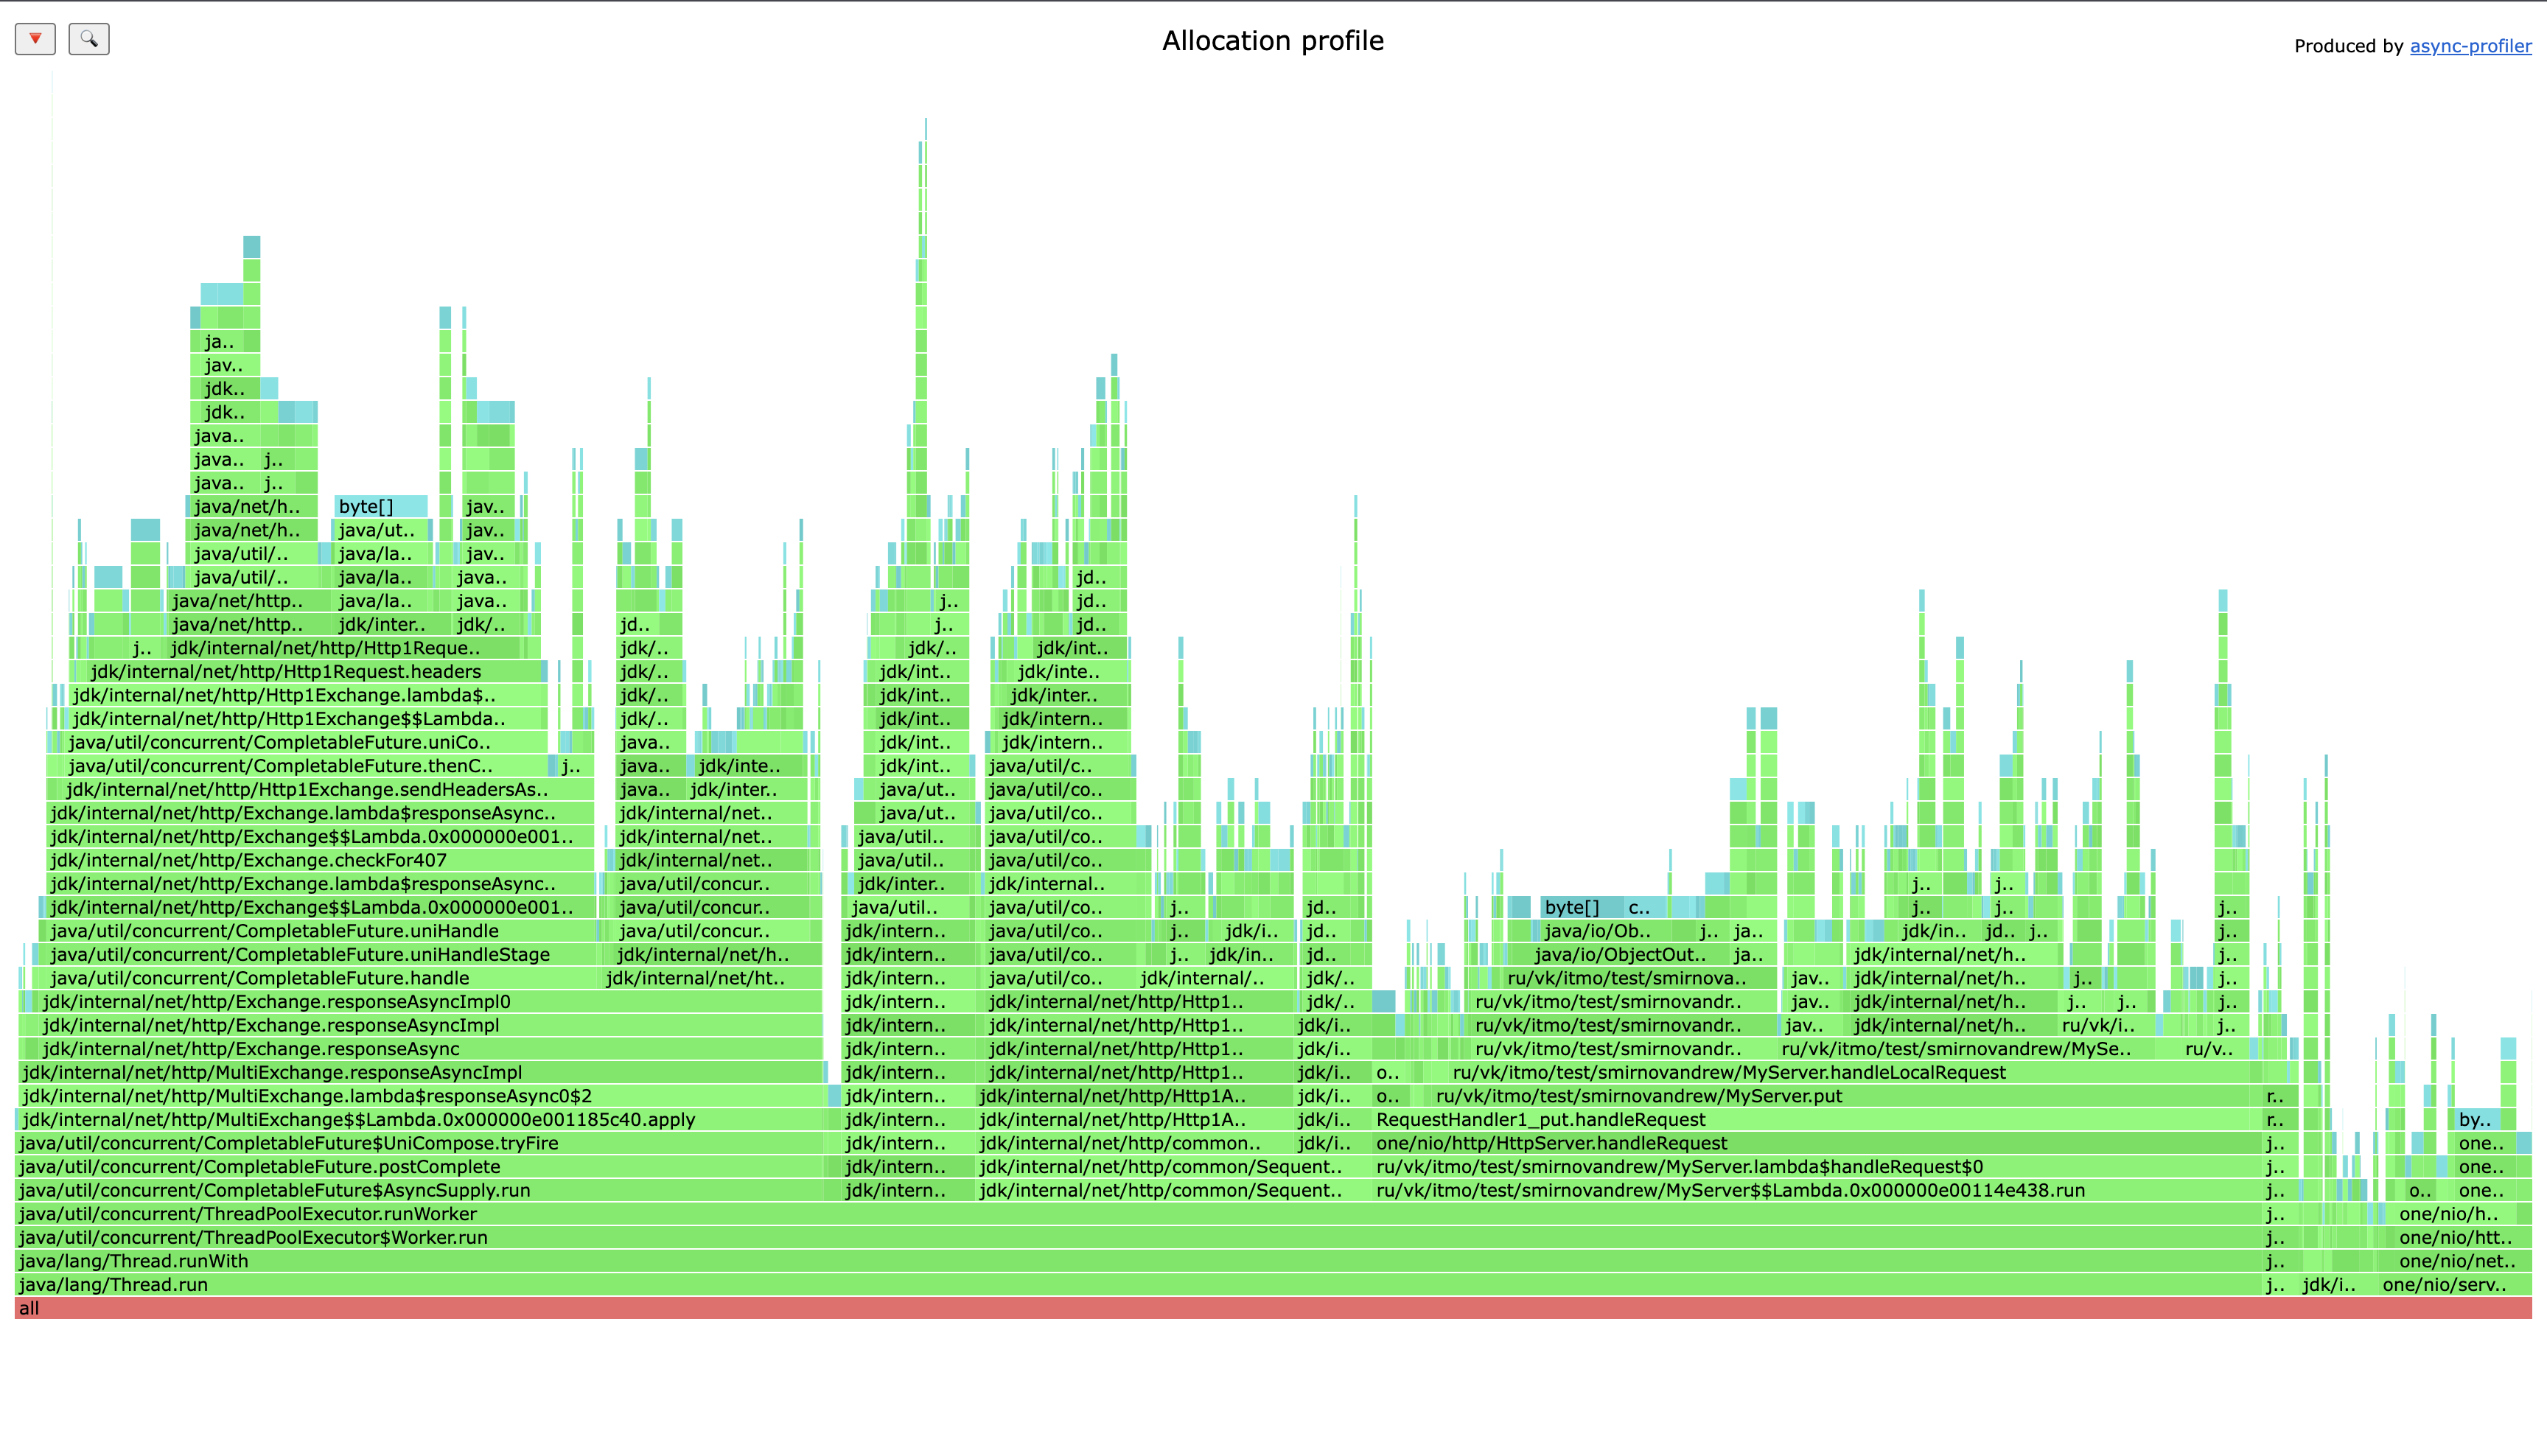 Allocation profile
Produced by async-profiler
ja..
jav..
jdk..
jdk..
java..
java.. j..
java.. j..
java/net/h.. byte[] jav..
java/net/h.. java/ut.. jav..
java/util/.. java/la.. jav..
java/util/.. java/la.. java.. jd..
java/net/http.. java/la.. java.. j.. jd..
java/net/http.. jdk/inter.. jdk/.. jd.. j.. jd..
j.. jdk/internal/net/http/Http1Reque.. jdk/.. jdk/.. jdk/int..
jdk/internal/net/http/Http1Request.headers jdk/.. jdk/int.. jdk/inte..
jdk/internal/net/http/Http1Exchange.lambda$.. jdk/.. jdk/int.. jdk/inter..
jdk/internal/net/http/Http1Exchange$$Lambda.. jdk/.. jdk/int.. jdk/intern..
java/util/concurrent/CompletableFuture.uniCo.. java.. jdk/int.. jdk/intern..
java/util/concurrent/CompletableFuture.thenC.. j.. java.. jdk/inte.. jdk/int.. java/util/c..
jdk/internal/net/http/Http1Exchange.sendHeadersAs.. java.. jdk/inter.. java/ut.. java/util/co..
jdk/internal/net/http/Exchange.lambda$responseAsync.. jdk/internal/net.. java/ut.. java/util/co..
jdk/internal/net/http/Exchange$$Lambda.0x000000e001.. jdk/internal/net.. java/util.. java/util/co..
jdk/internal/net/http/Exchange.checkFor407 jdk/internal/net.. java/util.. java/util/co..
jdk/internal/net/http/Exchange.lambda$responseAsync.. java/util/concur.. jdk/inter.. jdk/internal.. j.. j..
jdk/internal/net/http/Exchange$$Lambda.0x000000e001.. java/util/concur.. java/util.. java/util/co.. j.. jd.. byte[] c.. j.. j.. j..
java/util/concurrent/CompletableFuture.uniHandle java/util/concur.. jdk/intern.. java/util/co.. j.. jdk/i.. jd.. java/io/Ob.. j.. ja.. jdk/in.. jd.. j.. j..
java/util/concurrent/CompletableFuture.uniHandleStage jdk/internal/net/h.. jdk/intern.. java/util/co.. j.. jdk/in.. jd.. java/io/ObjectOut.. ja.. jdk/internal/net/h.. j..
java/util/concurrent/CompletableFuture.handle jdk/internal/net/ht.. jdk/intern.. java/util/co.. jdk/internal/.. jdk/.. ru/vk/itmo/test/smirnova.. jav.. jdk/internal/net/h.. j.. j..
jdk/internal/net/http/Exchange.responseAsyncImpl0 jdk/intern.. jdk/internal/net/http/Http1.. jdk/.. ru/vk/itmo/test/smirnovandr.. jav.. jdk/internal/net/h.. j.. j.. j..
jdk/internal/net/http/Exchange.responseAsyncImpl jdk/intern.. jdk/internal/net/http/Http1.. jdk/i.. ru/vk/itmo/test/smirnovandr.. jav.. jdk/internal/net/h.. ru/vk/i.. j..
jdk/internal/net/http/Exchange.responseAsync jdk/intern.. jdk/internal/net/http/Http1.. jdk/i.. ru/vk/itmo/test/smirnovandr.. ru/vk/itmo/test/smirnovandrew/MySe.. ru/v..
jdk/internal/net/http/MultiExchange.responseAsyncImpl jdk/intern.. jdk/internal/net/http/Http1.. jdk/i.. o.. ru/vk/itmo/test/smirnovandrew/MyServer.handleLocalRequest
jdk/internal/net/http/MultiExchange.lambda$responseAsync0$2 jdk/intern.. jdk/internal/net/http/Http1A.. jdk/i.. o.. ru/vk/itmo/test/smirnovandrew/MyServer.put r..
jdk/internal/net/http/MultiExchange$$Lambda.0x000000e001185c40.apply jdk/intern.. jdk/internal/net/http/Http1A.. jdk/i.. RequestHandler1_put.handleRequest r.. by..
java/util/concurrent/CompletableFuture$UniCompose.tryFire jdk/intern.. jdk/internal/net/http/common.. jdk/i.. one/nio/http/HttpServer.handleRequest j.. one..
java/util/concurrent/CompletableFuture.postComplete jdk/intern.. jdk/internal/net/http/common/Sequent.. ru/vk/itmo/test/smirnovandrew/MyServer.lambda$handleRequest$0 j.. one..
java/util/concurrent/CompletableFuture$AsyncSupply.run jdk/intern.. jdk/internal/net/http/common/Sequent.. ru/vk/itmo/test/smirnovandrew/MyServer$$Lambda.0x000000e00114e438.run j.. o.. one..
java/util/concurrent/ThreadPoolExecutor.runWorker j.. one/nio/h..
java/util/concurrent/ThreadPoolExecutor$Worker.run j.. one/nio/htt..
java/lang/Thread.runWith j.. one/nio/net..
java/lang/Thread.run j.. jdk/i.. one/nio/serv..
all